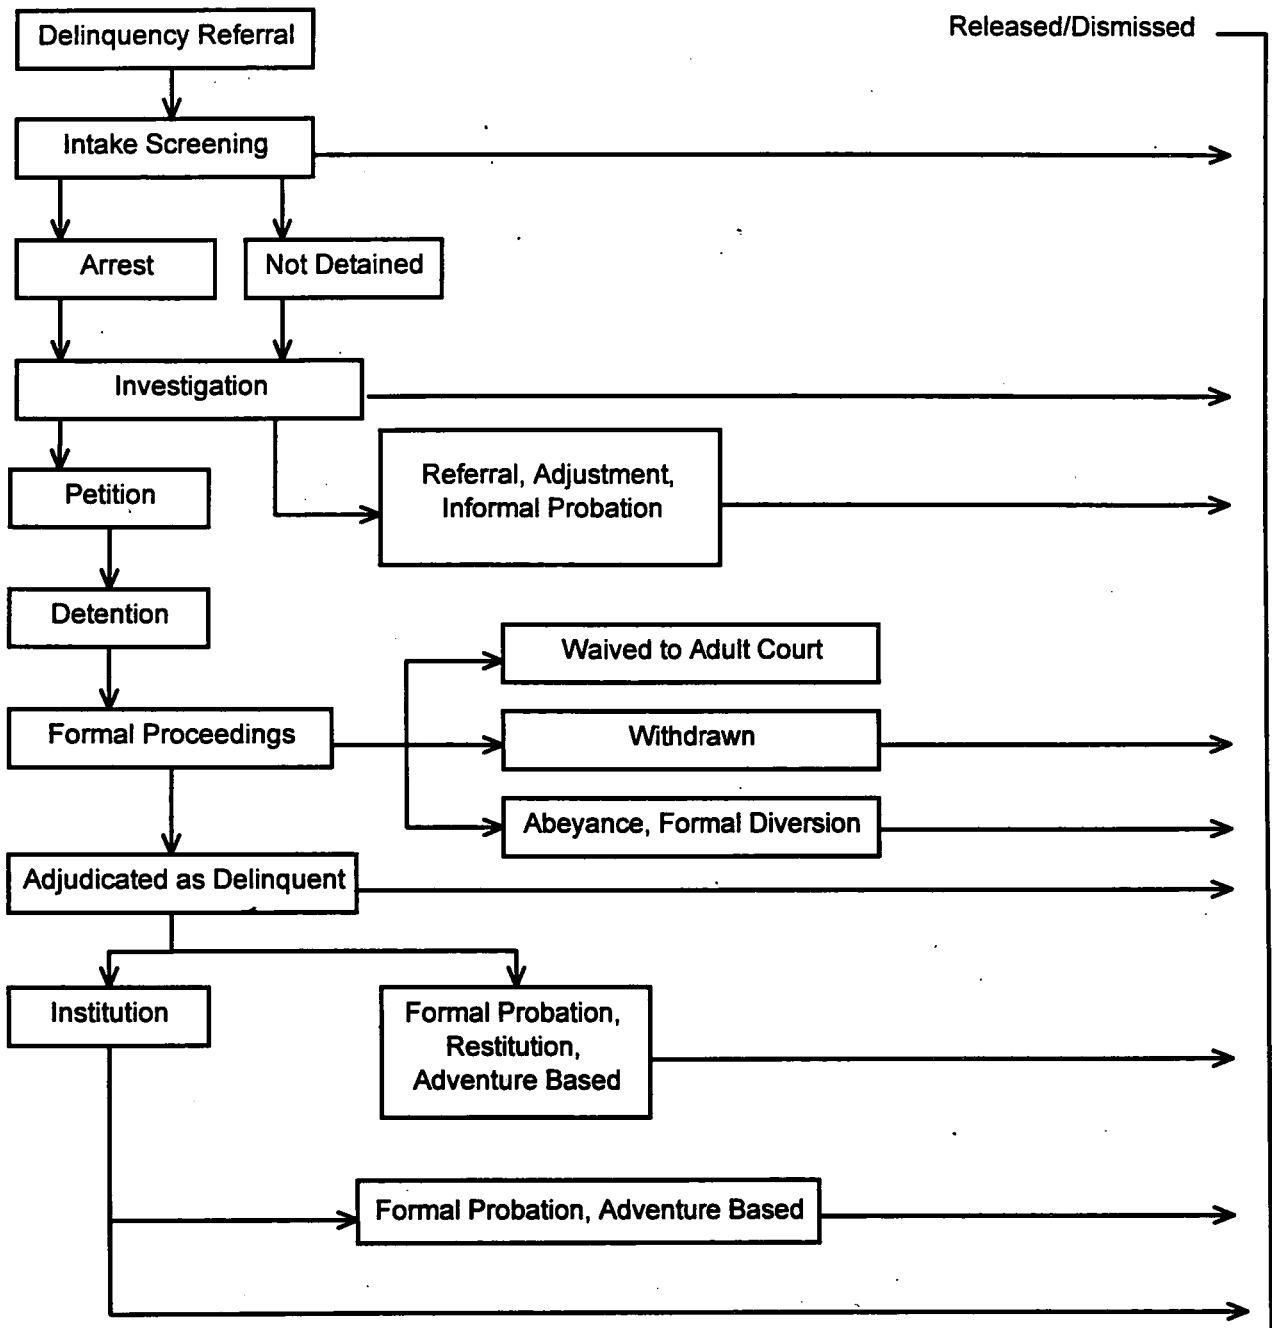 Delinquency Referral
Released/Dismissed
Intake Screening
Arrest
Not Detained
Investigation
Referral, Adjustment,
Informal Probation
Petition
Detention
Waived to Adult Court
Formal Proceedings
Withdrawn
Abeyance, Formal Diversion
Adjudicated as Delinquent
Institution
Formal Probation,
Restitution,
Adventure Based
Formal Probation, Adventure Based